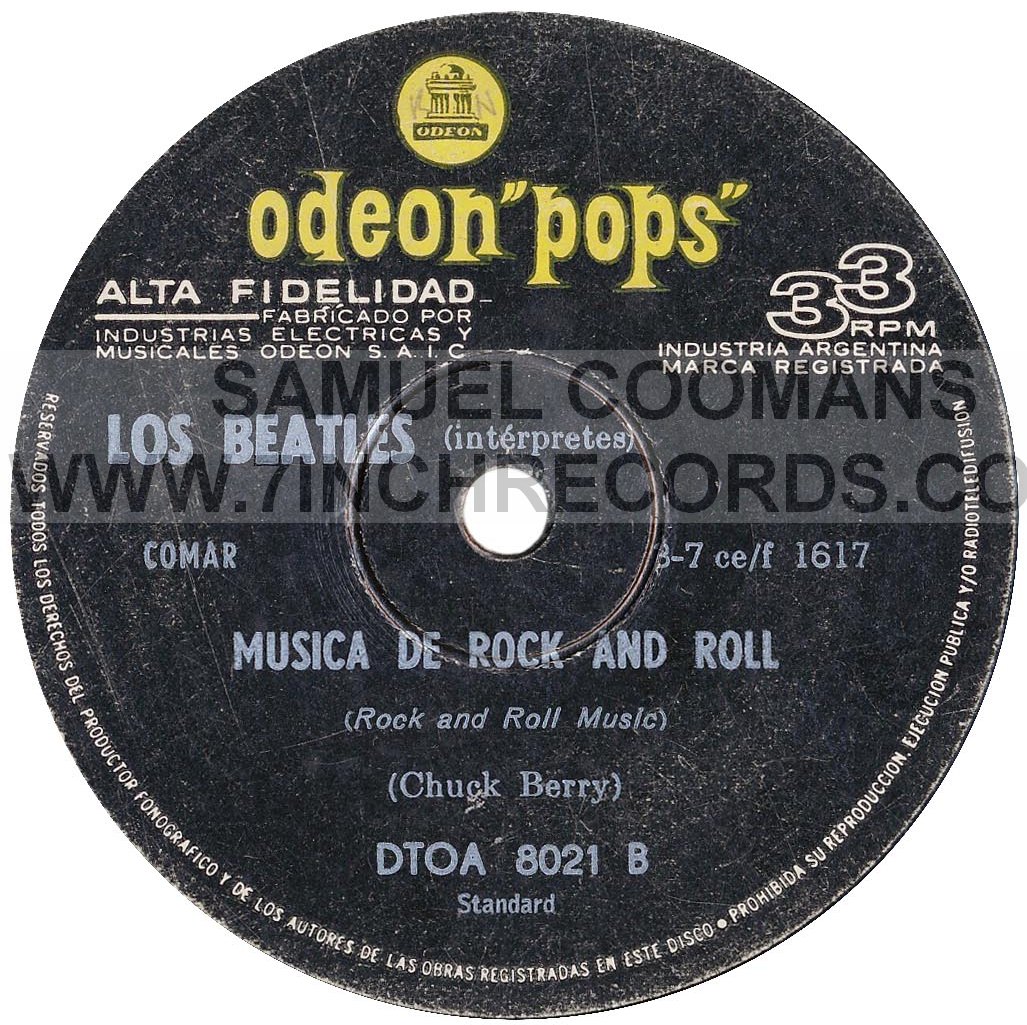 ODEON
odeon "pops"
ALTA FIDELIDAD
FABRICADO POR
INDUSTRIAS ELECTRICAS Y
MUSICALES ODEON S.A.I.C
33
RPM
INDUSTRIA ARGENTINA
MARCA REGISTRADA
SAMUEL COOMANS
LOS BEATLES (intérpretes)
WWW.7INCHRECORDS.CO
COMAR
3-7 ce/f 1617
MUSICA DE ROCK AND ROLL
(Rock and Roll Music)
(Chuck Berry)
DTOA 8021 B
Standard
RESERVADOS TODOS LOS DERECHOS DEL PRODUCTOR FONOGRAFICO Y DE LOS AUTORES DE LAS OBRAS REGISTRADAS EN ESTE DISCO • PROHIBIDA SU REPRODUCCION, EJECUCION PUBLICA Y/O RADIOTELEDIFUSION